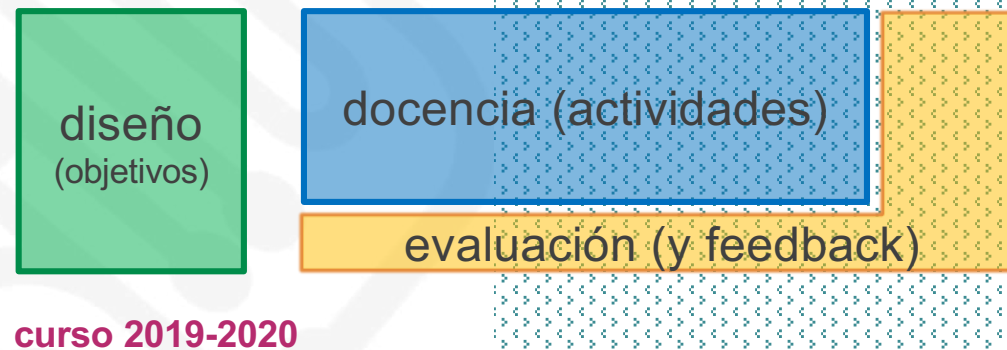 diseño
(objetivos)
docencia (actividades)
evaluación (y feedback)
curso 2019-2020